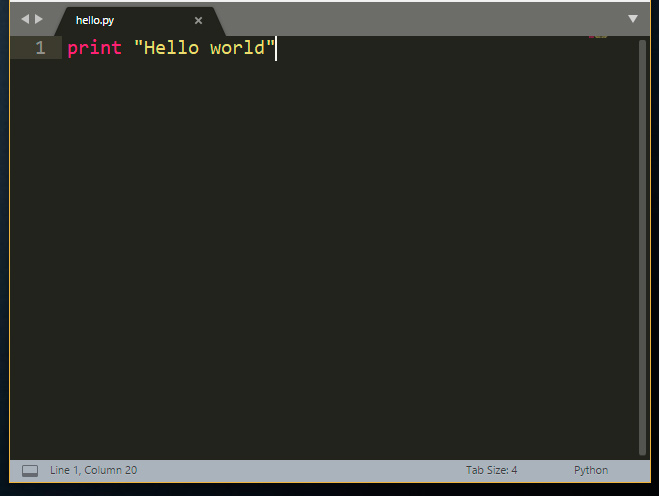 hello.py
1 print "Hello world"
Line 1, Column 20 Tab Size: 4 Python